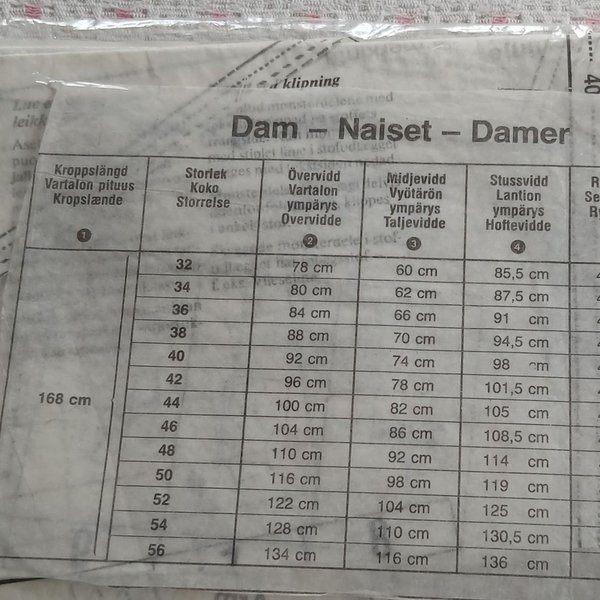 klipning
40
Dam – Naiset – Damer
Kroppslängd
Vartalon pituus
Kropslænde
1
Storlek
Koko
Storrelse
Övervidd
Vartalon
ympärys
Overvidde
2
Midjevidd
Vyötärön
ympärys
Taljevidde
3
Stussvidd
Lantion
ympärys
Hoftevidde
4
168 cm
32 78 cm 60 cm 85,5 cm
34 80 cm 62 cm 87,5 cm
36 84 cm 66 cm 91 cm
38 88 cm 70 cm 94,5 cm
40 92 cm 74 cm 98 cm
42 96 cm 78 cm 101,5 cm
44 100 cm 82 cm 105 cm
46 104 cm 86 cm 108,5 cm
48 110 cm 92 cm 114 cm
50 116 cm 98 cm 119 cm
52 122 cm 104 cm 125 cm
54 128 cm 110 cm 130,5 cm
56 134 cm 116 cm 136 cm